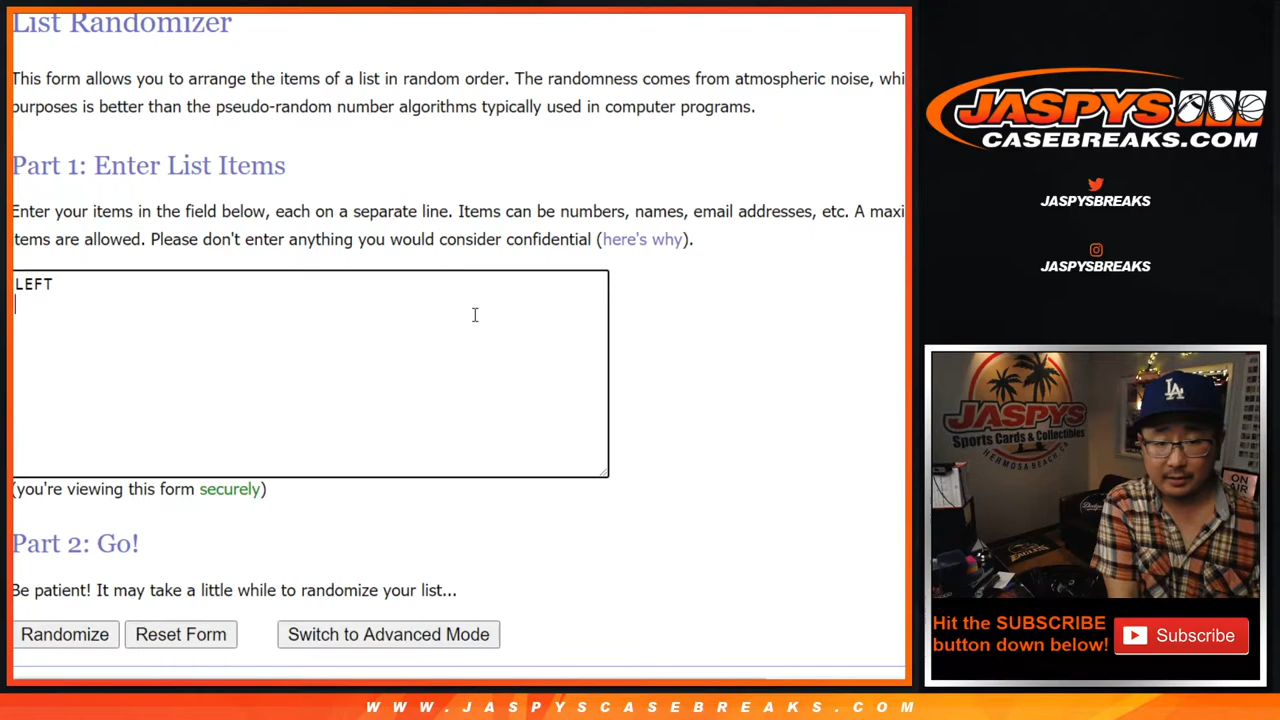 List Randomizer
This form allows you to arrange the items of a list in random order. The randomness comes from atmospheric noise, whi
purposes is better than the pseudo-random number algorithms typically used in computer programs.
Part 1: Enter List Items
Enter your items in the field below, each on a separate line. Items can be numbers, names, email addresses, etc. A maxi
items are allowed. Please don't enter anything you would consider confidential (here's why).
LEFT
(you're viewing this form securely)
Part 2: Go!
Be patient! It may take a little while to randomize your list...
Randomize Reset Form Switch to Advanced Mode
JASPYS
CASEBREAKS.COM
JASPYSBREAKS
JASPYSBREAKS
JASPYS
Sports Cards & Collectibles
HERMOSA BEACH, CA
LA
ON
AIR
EAGLES
Hit the SUBSCRIBE
button down below!
Subscribe
WWW.JASPYSCASEBREAKS.COM